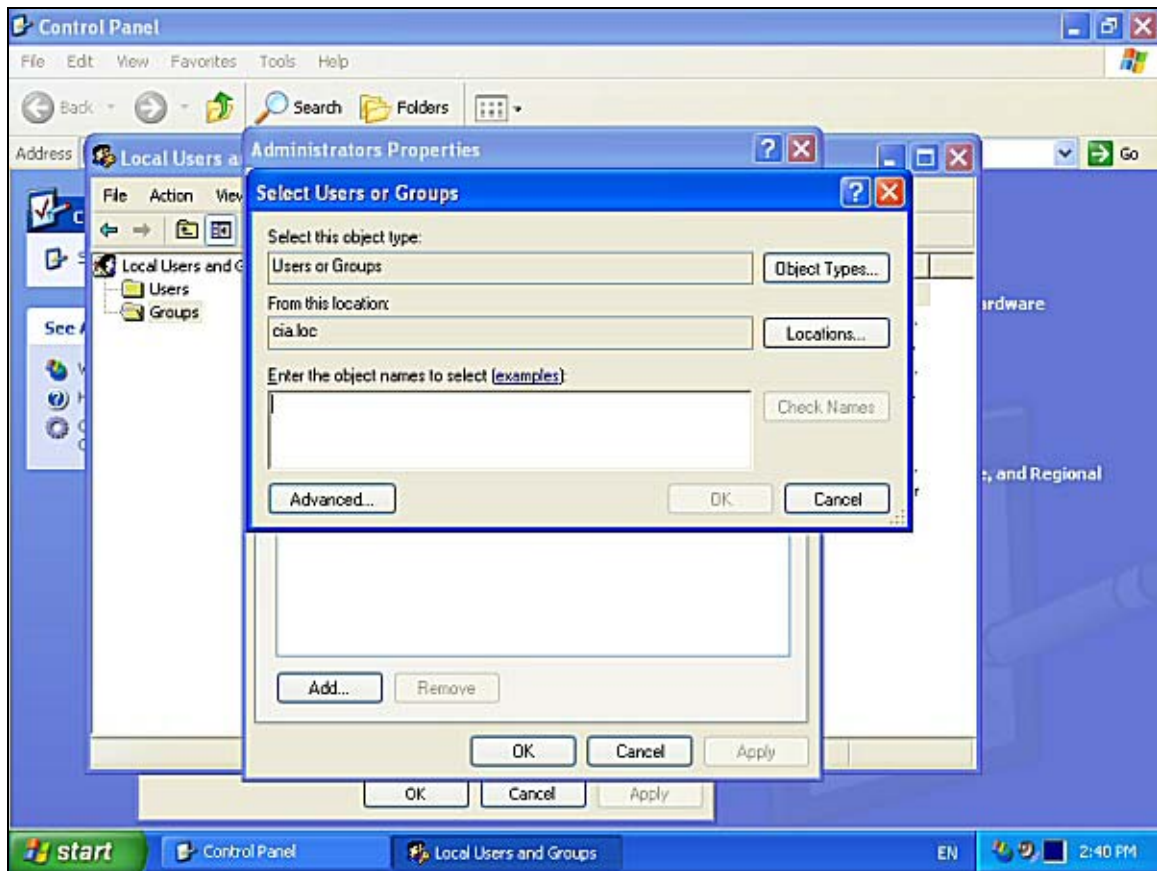 Control Panel
File Edit View Favorites Tools Help
Back Search Folders
Address Go
Local Users a
Administrators Properties
File Action View
Select Users or Groups
Select this object type:
Local Users and G
Users or Groups
Object Types...
Users
Groups
From this location:
cia.loc
Locations...
See
Enter the object names to select (examples):
Check Names
, and Regional
Advanced...
OK Cancel
Add... Remove
OK Cancel Apply
OK Cancel Apply
start Control Panel Local Users and Groups EN 2:40 PM